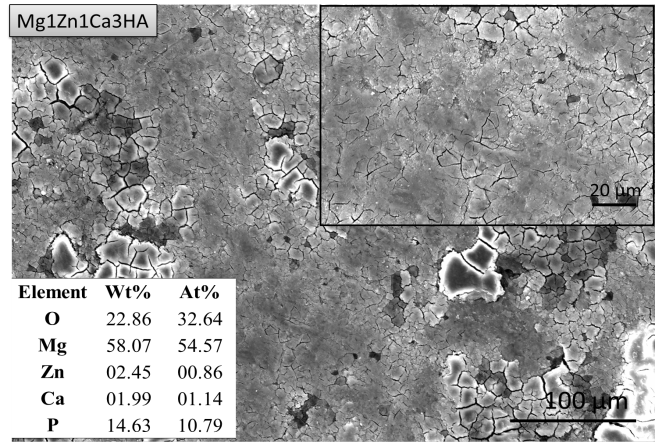 Mg1Zn1Ca3HA
20 µm
Element Wt% At%
O 22.86 32.64
Mg 58.07 54.57
Zn 02.45 00.86
Ca 01.99 01.14
P 14.63 10.79
100 µm